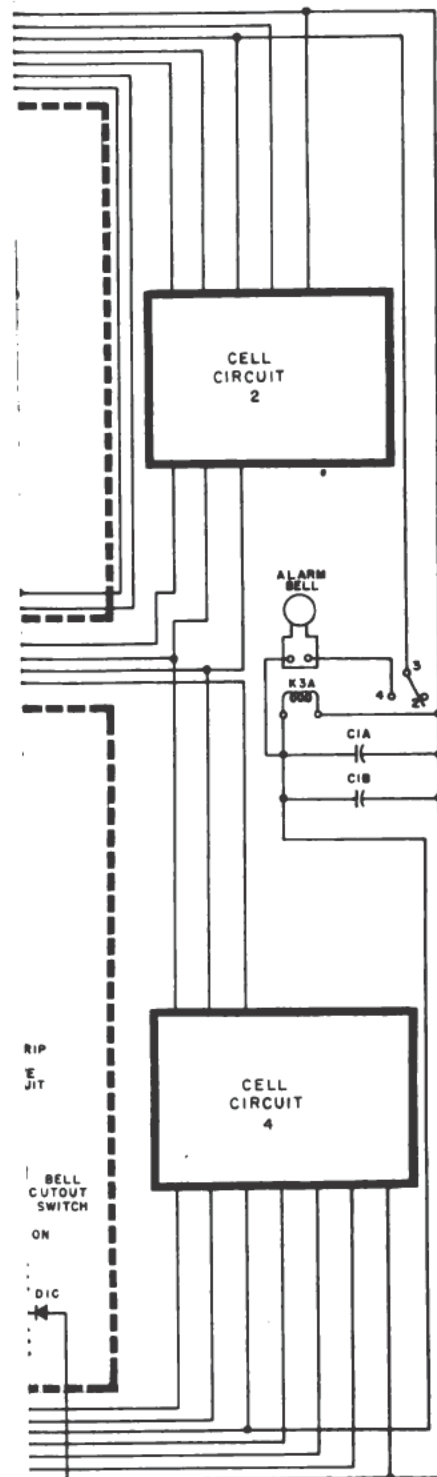 CELL
CIRCUIT
2
ALARM
BELL
3
K3A
4
2
C1A
C1B
RIP
E
JIT
CELL
CIRCUIT
4
BELL
CUTOUT
SWITCH
ON
D1C